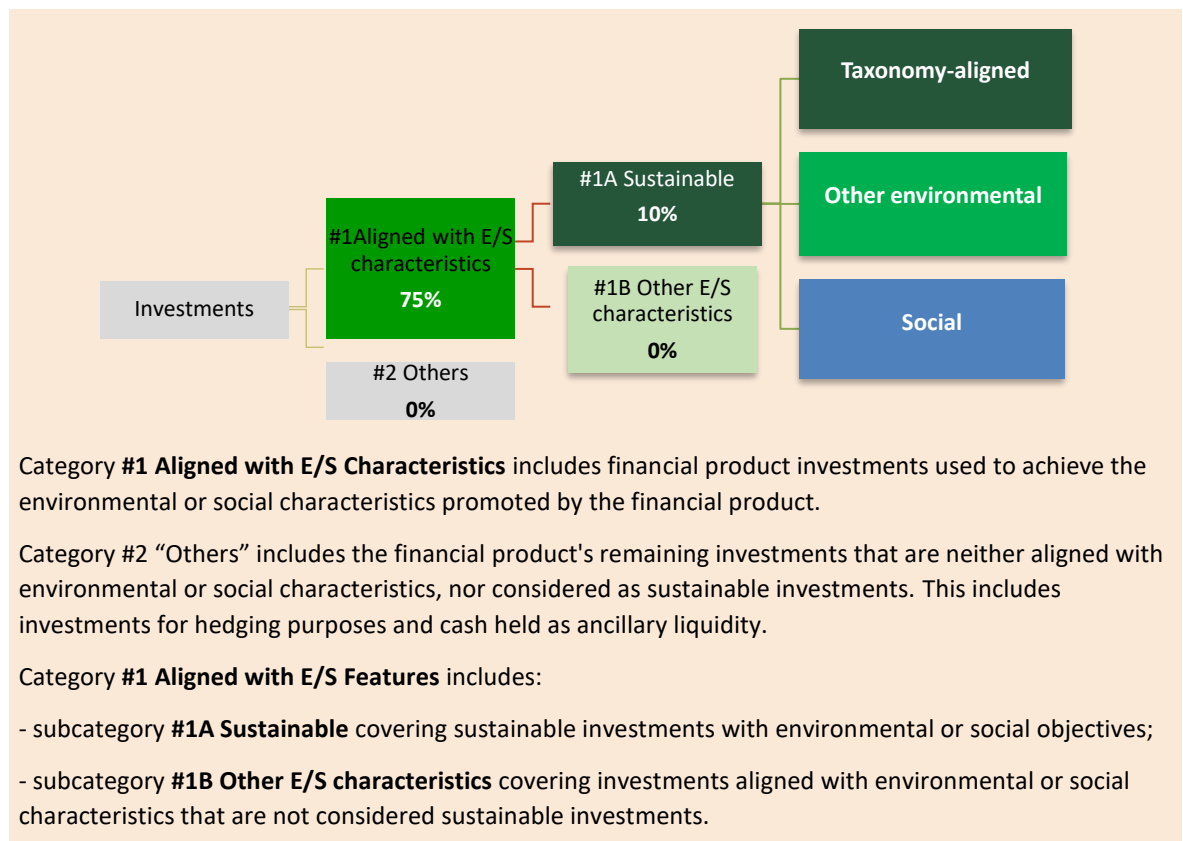 Taxonomy-aligned
#1A Sustainable
10%
Other environmental
#1Aligned with E/S
characteristics
75%
Investments
#1B Other E/S
characteristics
0%
Social
#2 Others
0%
Category #1 Aligned with E/S Characteristics includes financial product investments used to achieve the
environmental or social characteristics promoted by the financial product.
Category #2 “Others” includes the financial product's remaining investments that are neither aligned with
environmental or social characteristics, nor considered as sustainable investments. This includes
investments for hedging purposes and cash held as ancillary liquidity.
Category #1 Aligned with E/S Features includes:
- subcategory #1A Sustainable covering sustainable investments with environmental or social objectives;
- subcategory #1B Other E/S characteristics covering investments aligned with environmental or social
characteristics that are not considered sustainable investments.